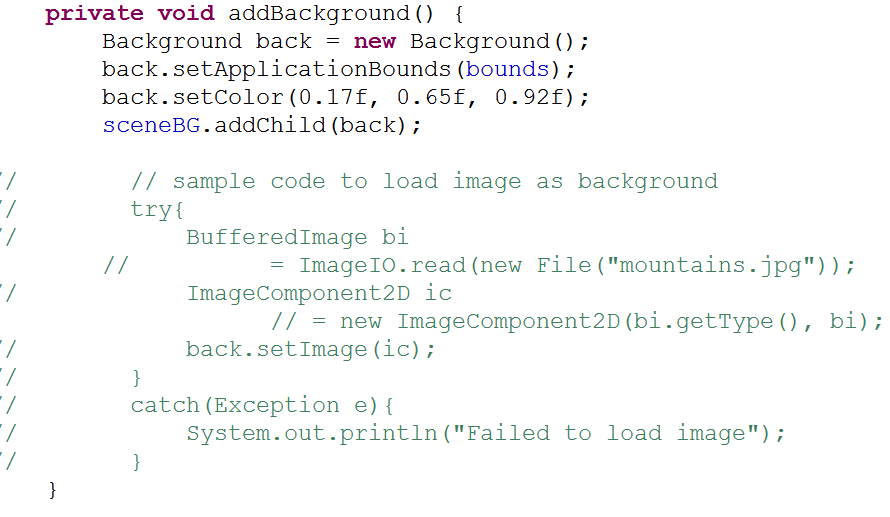 private void addBackground() {
Background back = new Background();
back.setApplicationBounds(bounds);
back.setColor(0.17f, 0.65f, 0.92f);
sceneBG.addChild(back);
// // sample code to load image as background
// try{
// BufferedImage bi
// = ImageIO.read(new File("mountains.jpg"));
// ImageComponent2D ic
// = new ImageComponent2D(bi.getType(), bi);
// back.setImage(ic);
// }
// catch(Exception e){
// System.out.println("Failed to load image");
// }
}